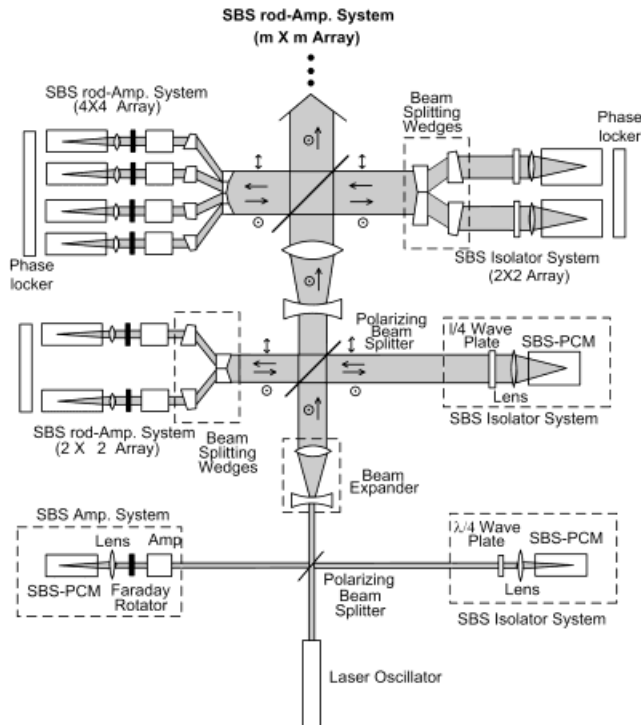 SBS rod-Amp. System
(m X m Array)
SBS rod-Amp. System
(4X4 Array)
Beam
Splitting
Wedges
Phase
locker
Phase
locker
SBS Isolator System
(2X2 Array)
Polarizing
Beam
Splitter
l/4 Wave
Plate
SBS-PCM
Lens
SBS Isolator System
SBS rod-Amp. System
(2 X 2 Array)
Beam
Splitting
Wedges
Beam
Expander
SBS Amp. System
Lens
Amp
SBS-PCM
Faraday
Rotator
λ/4 Wave
Plate
SBS-PCM
Lens
Polarizing
Beam
Splitter
SBS Isolator System
Laser Oscillator